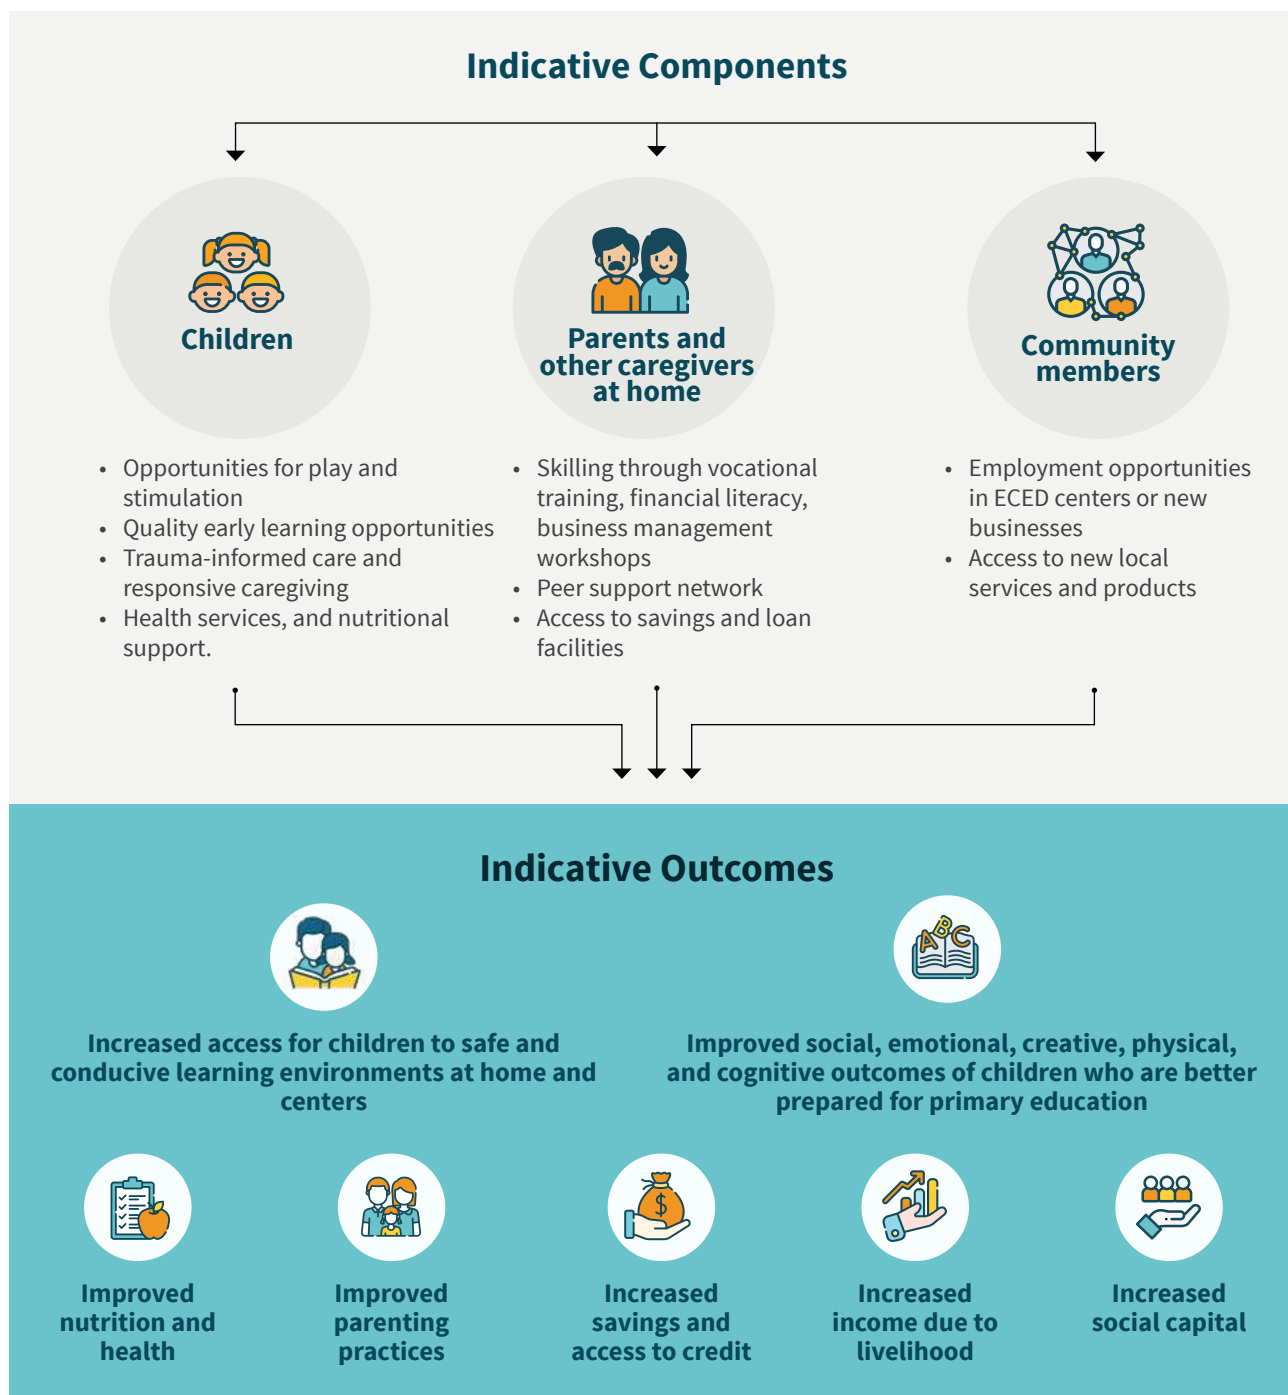 Indicative Components
Children
• Opportunities for play and
stimulation
• Quality early learning opportunities
• Trauma-informed care and
responsive caregiving
• Health services, and nutritional
support.
Parents and
other caregivers
at home
• Skilling through vocational
training, financial literacy,
business management
workshops
• Peer support network
• Access to savings and loan
facilities
Community
members
• Employment opportunities
in ECED centers or new
businesses
• Access to new local
services and products
Indicative Outcomes
Increased access for children to safe and
conducive learning environments at home and
centers
ABC
Improved social, emotional, creative, physical,
and cognitive outcomes of children who are better
prepared for primary education
Improved
nutrition and
health
Improved
parenting
practices
$
Increased
savings and
access to credit
Increased
income due to
livelihood
Increased
social capital